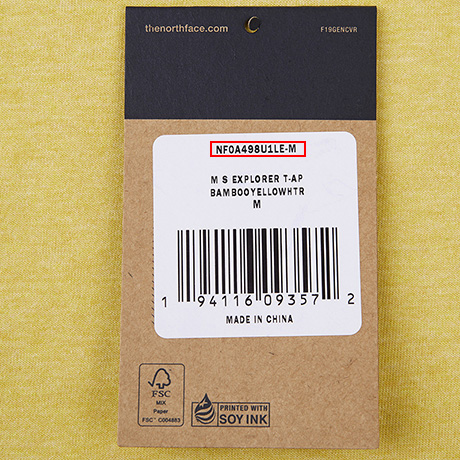 thenorthface.com F19GENCVR
NF0A498U1LE-M
M S EXPLORER T-AP
BAMBOOYELLOWHTR
M
1 94116 09357 2
MADE IN CHINA
FSC
MIX
Paper
FSC™ C004883
PRINTED WITH
SOY INK